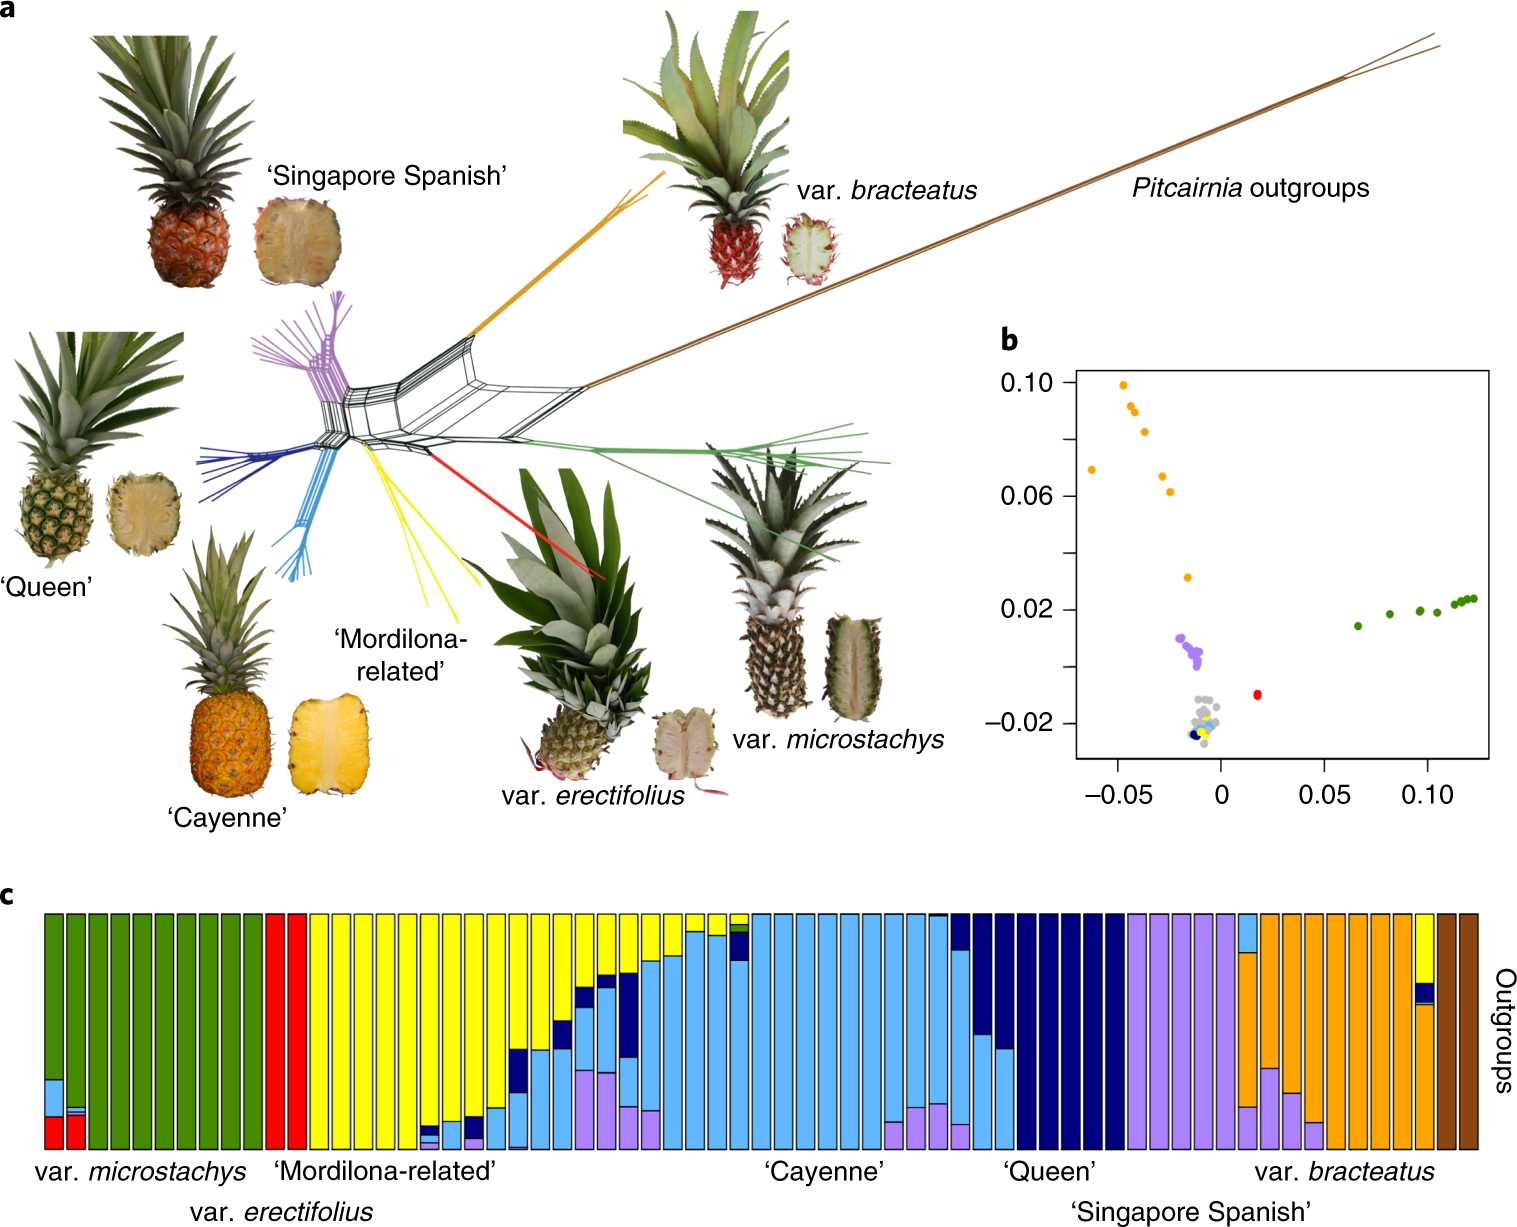 a
‘Singapore Spanish’
var. bracteatus
Pitcairnia outgroups
‘Queen’
‘Cayenne’
‘Mordilona-
related’
var. erectifolius
var. microstachys
b
0.10
0.06
0.02
−0.02
−0.05 0 0.05 0.10
c
Outgroups
var. microstachys ‘Mordilona-related’ ‘Cayenne’ ‘Queen’ var. bracteatus
var. erectifolius ‘Singapore Spanish’